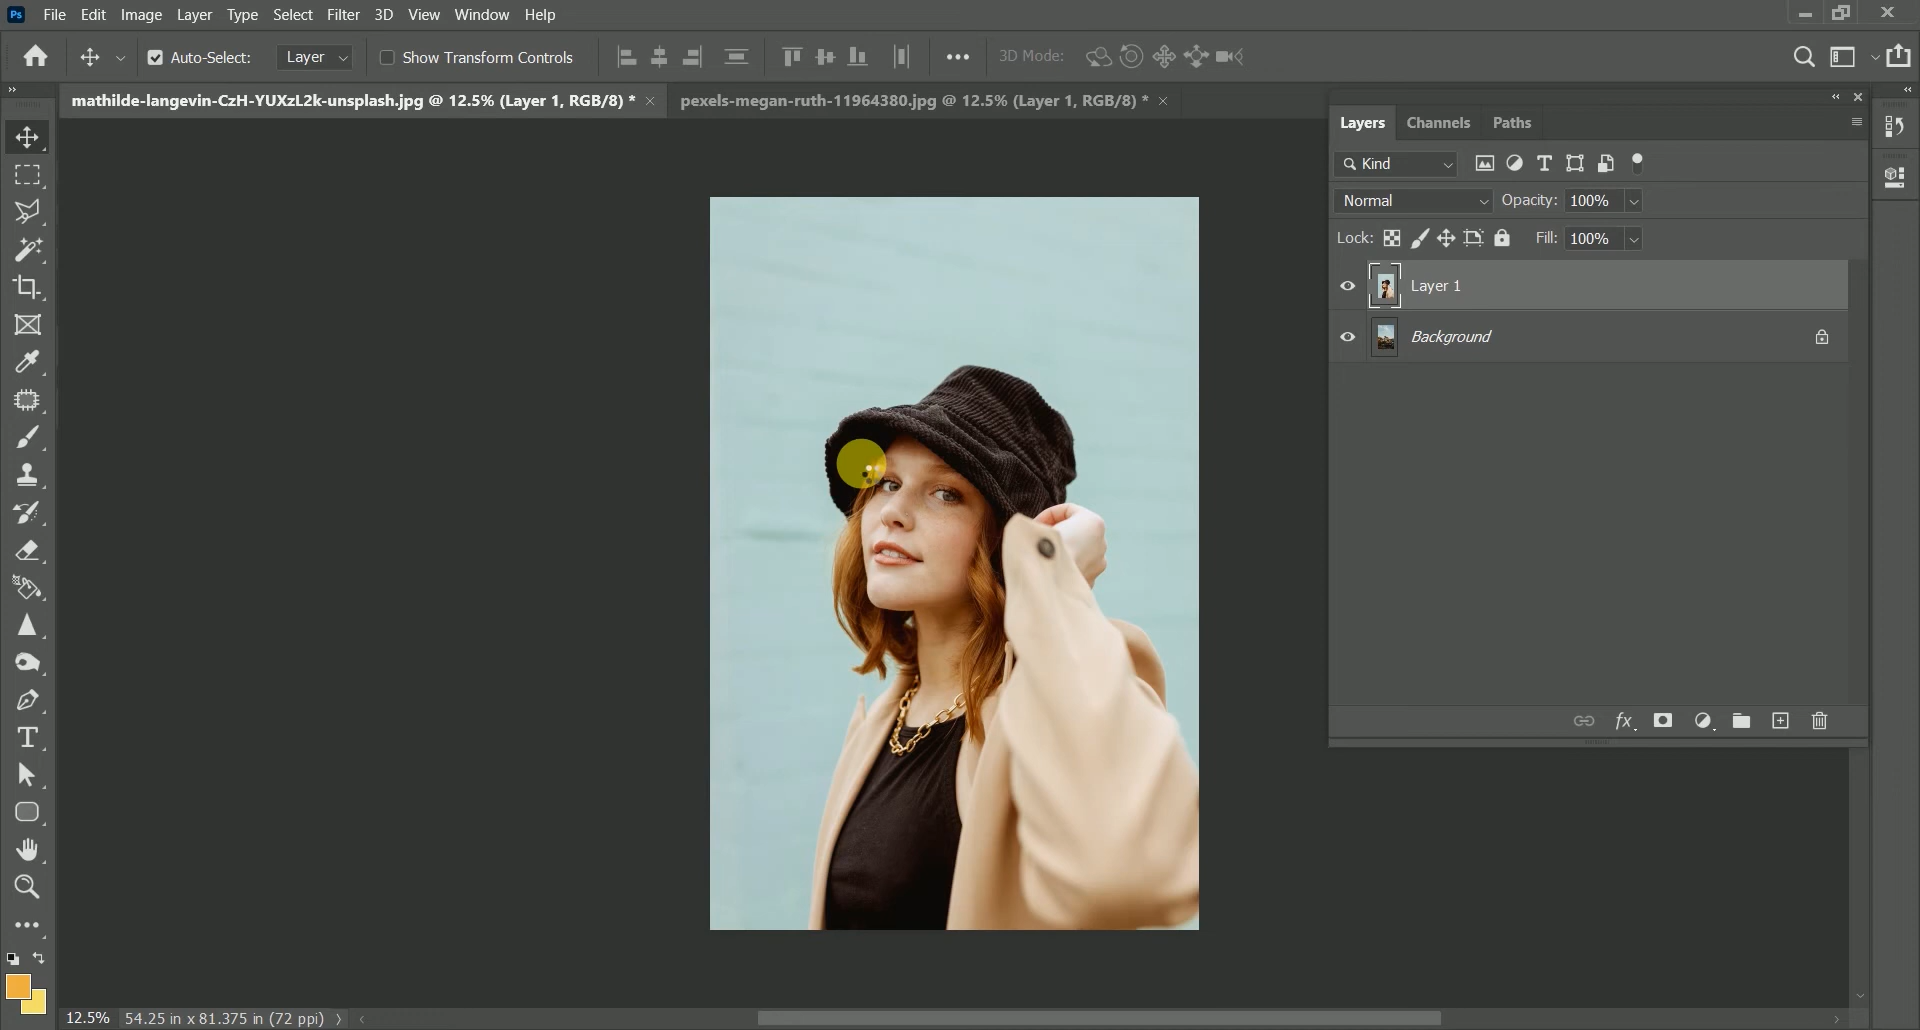 Ps File Edit Image Layer Type Select Filter 3D View Window Help
Auto-Select: Layer Show Transform Controls 3D Mode:
mathilde-langevin-CzH-YUXzL2k-unsplash.jpg @ 12.5% (Layer 1, RGB/8) * pexels-megan-ruth-11964380.jpg @ 12.5% (Layer 1, RGB/8) *
Layers Channels Paths
Kind
Normal Opacity: 100%
Lock: Fill: 100%
Layer 1
Background
fx
12.5% 54.25 in x 81.375 in (72 ppi)